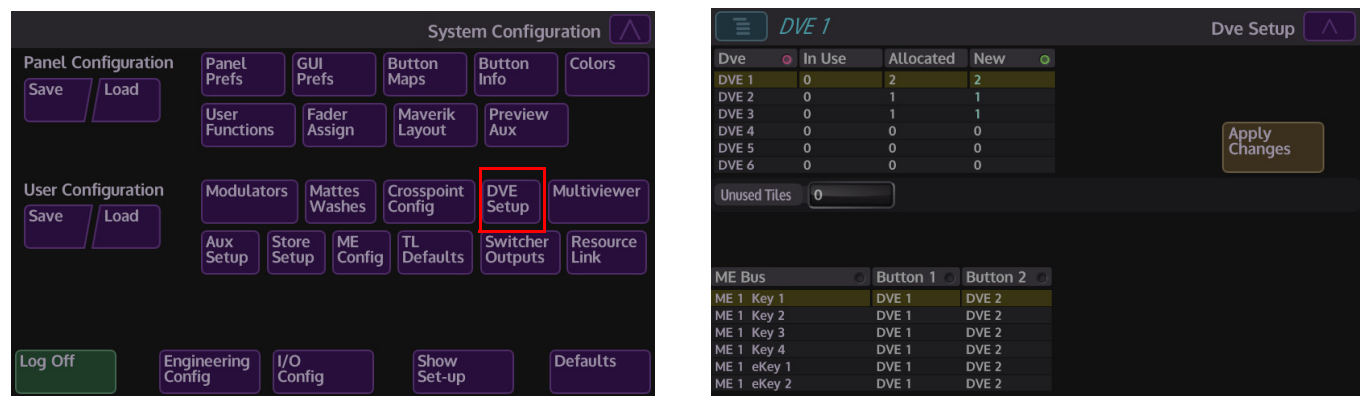 System Configuration
Panel Configuration
Save
Load
Panel
Prefs
GUI
Prefs
Button
Maps
Button
Info
Colors
User
Functions
Fader
Assign
Maverik
Layout
Preview
Aux
User Configuration
Save
Load
Modulators
Mattes
Washes
Crosspoint
Config
DVE
Setup
Multiviewer
Aux
Setup
Store
Setup
ME
Config
TL
Defaults
Switcher
Outputs
Resource
Link
Log Off
Engineering
Config
I/O
Config
Show
Set-up
Defaults
DVE 1
Dve Setup
Dve In Use Allocated New
DVE 1 0 2 2
DVE 2 0 1 1
DVE 3 0 1 1
DVE 4 0 0 0
DVE 5 0 0 0
DVE 6 0 0 0
Apply
Changes
Unused Tiles 0
ME Bus Button 1 Button 2
ME 1 Key 1 DVE 1 DVE 2
ME 1 Key 2 DVE 1 DVE 2
ME 1 Key 3 DVE 1 DVE 2
ME 1 Key 4 DVE 1 DVE 2
ME 1 eKey 1 DVE 1 DVE 2
ME 1 eKey 2 DVE 1 DVE 2